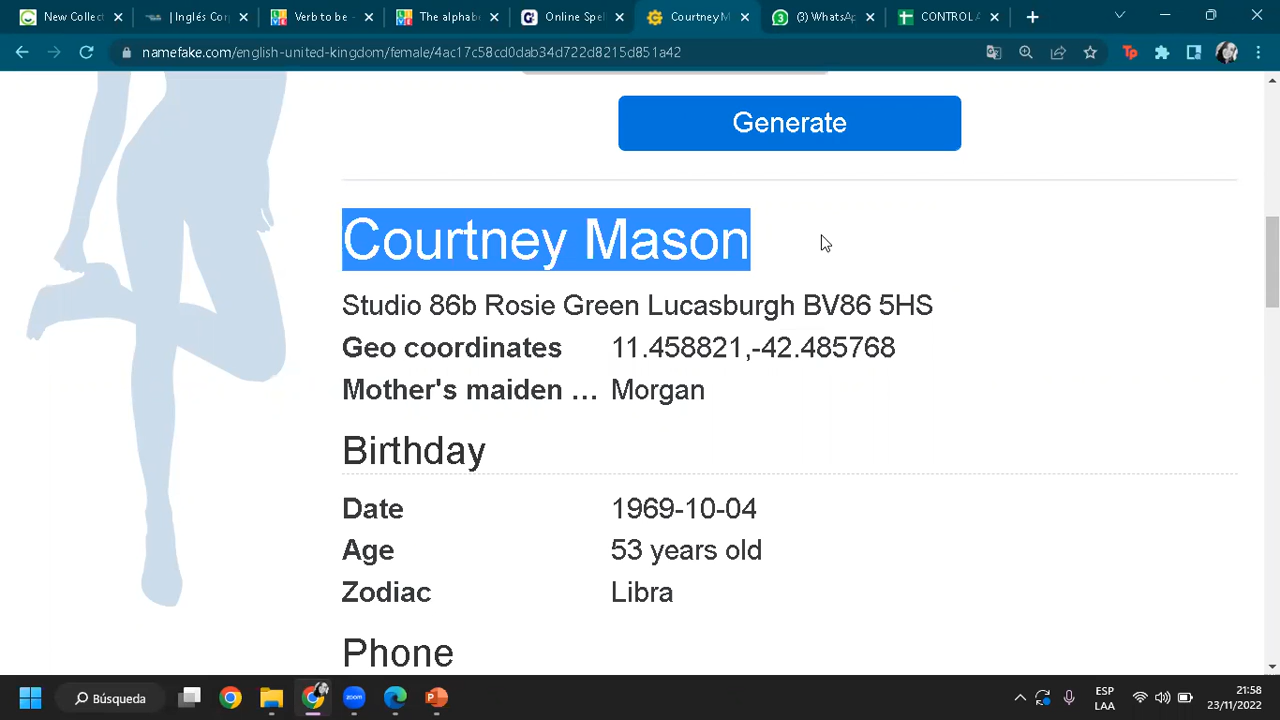 New Collect
| Inglés Cor
Verb to be -
The alphabe
Online Spel
Courtney M
(3) WhatsAp
CONTROL A
namefake.com/english-united-kingdom/female/4ac17c58cd0dab34d722d8215d851a42
Generate
Courtney Mason
Studio 86b Rosie Green Lucasburgh BV86 5HS
Geo coordinates 11.458821,-42.485768
Mother's maiden ... Morgan
Birthday
Date 1969-10-04
Age 53 years old
Zodiac Libra
Phone
Búsqueda
zoom
ESP
LAA
21:58
23/11/2022